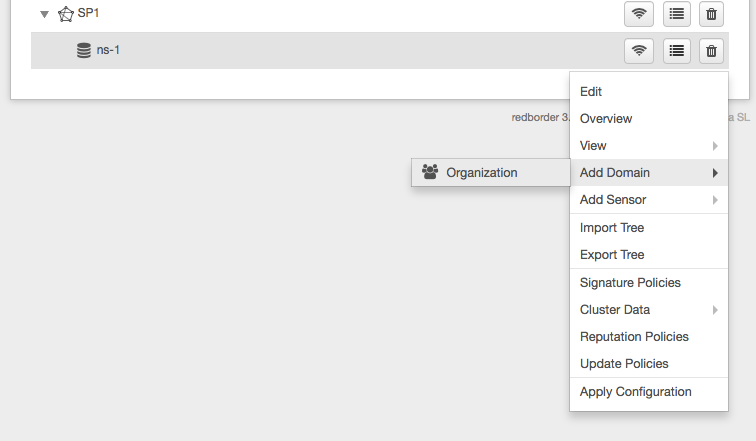 SP1
ns-1
Edit
redborder 3.
a SL
Overview
View
Organization
Add Domain
Add Sensor
Import Tree
Export Tree
Signature Policies
Cluster Data
Reputation Policies
Update Policies
Apply Configuration